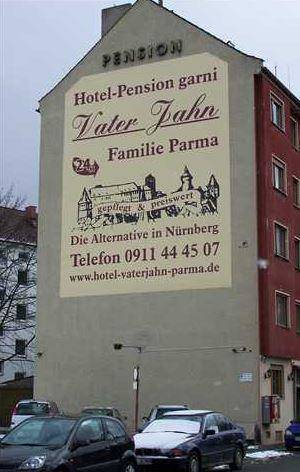 PENSION
Hotel-Pension garni
Vater Jahn
Familie Parma
24
gepflegt & preiswert
Die Alternative in Nürnberg
Telefon 0911 44 45 07
www.hotel-vaterjahn-parma.de